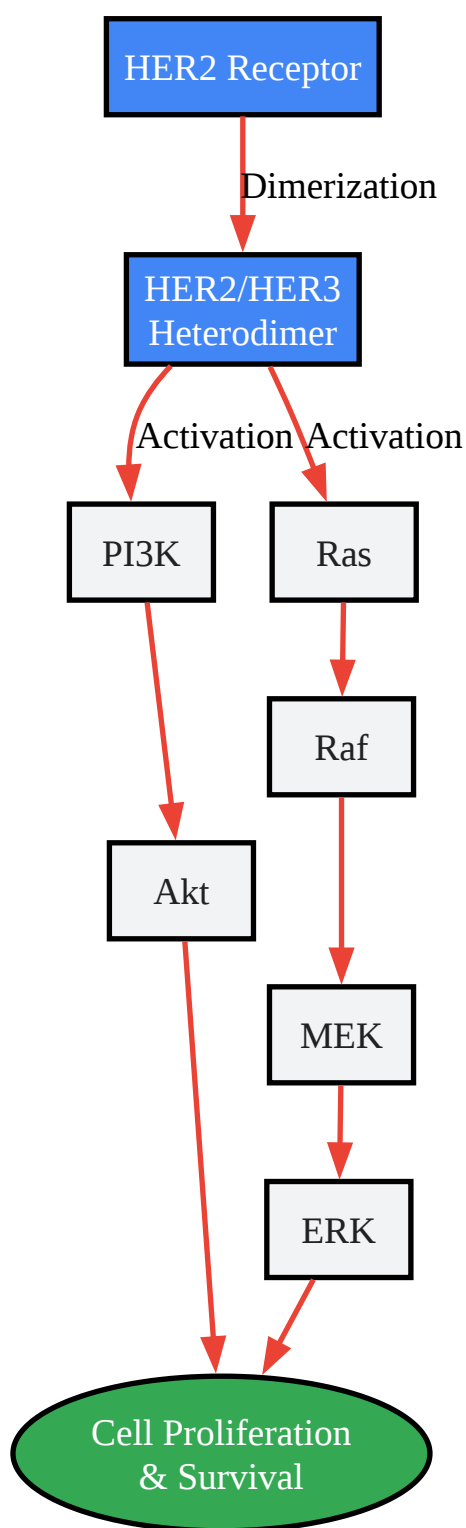 HER2 Receptor
Dimerization
HER2/HER3
Heterodimer
Activation
Activation
PI3K
Ras
Raf
Akt
MEK
ERK
Cell Proliferation
& Survival